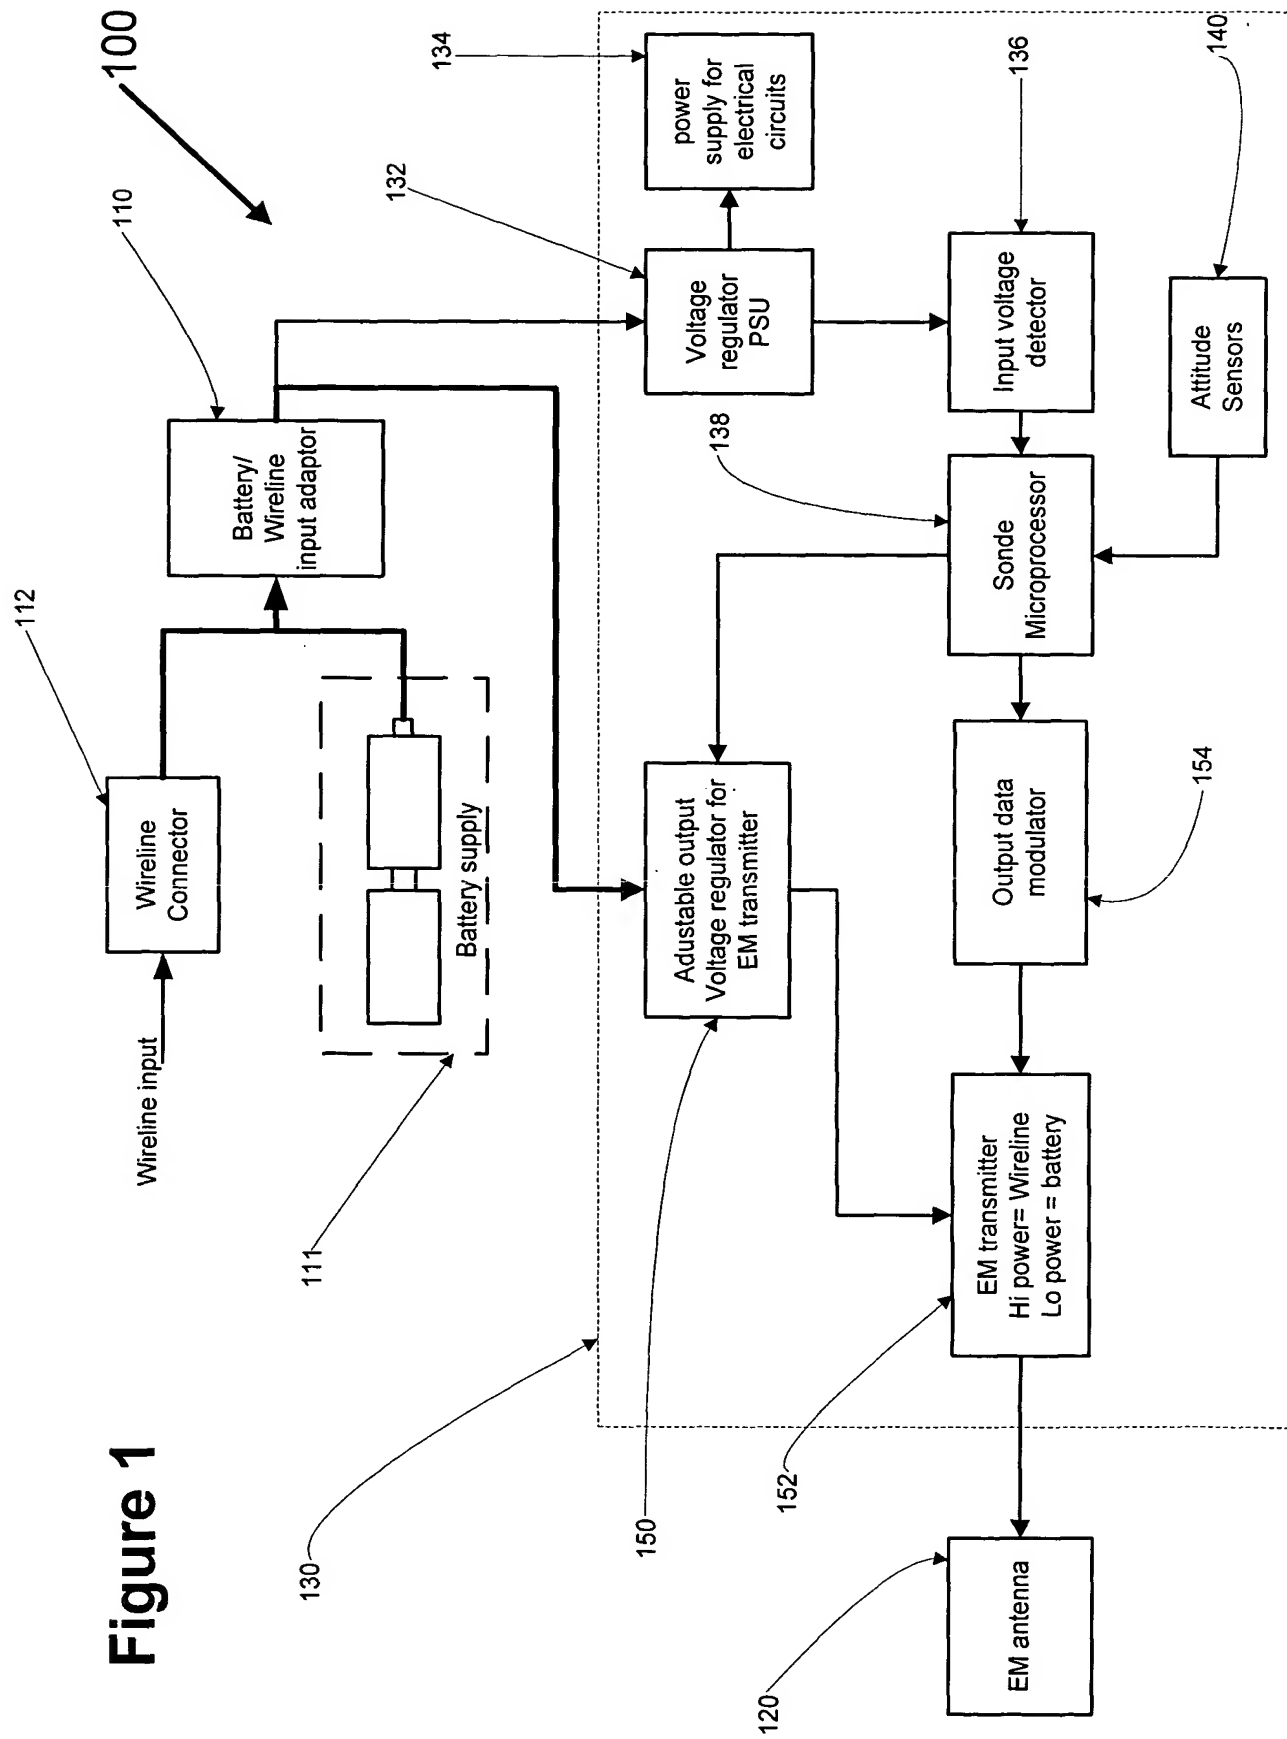 Figure 1
100
Wireline input
112
Wireline
Connector
110
Battery/
Wireline
input adaptor
111
Battery supply
130
132
134
Voltage
regulator
PSU
power
supply for
electrical
circuits
150
Adustable output
Voltage regulator for
EM transmitter
138
136
120
EM antenna
152
EM transmitter
Hi power= Wireline
Lo power = battery
Output data
modulator
154
Sonde
Microprocessor
Input voltage
detector
Attitude
Sensors
140